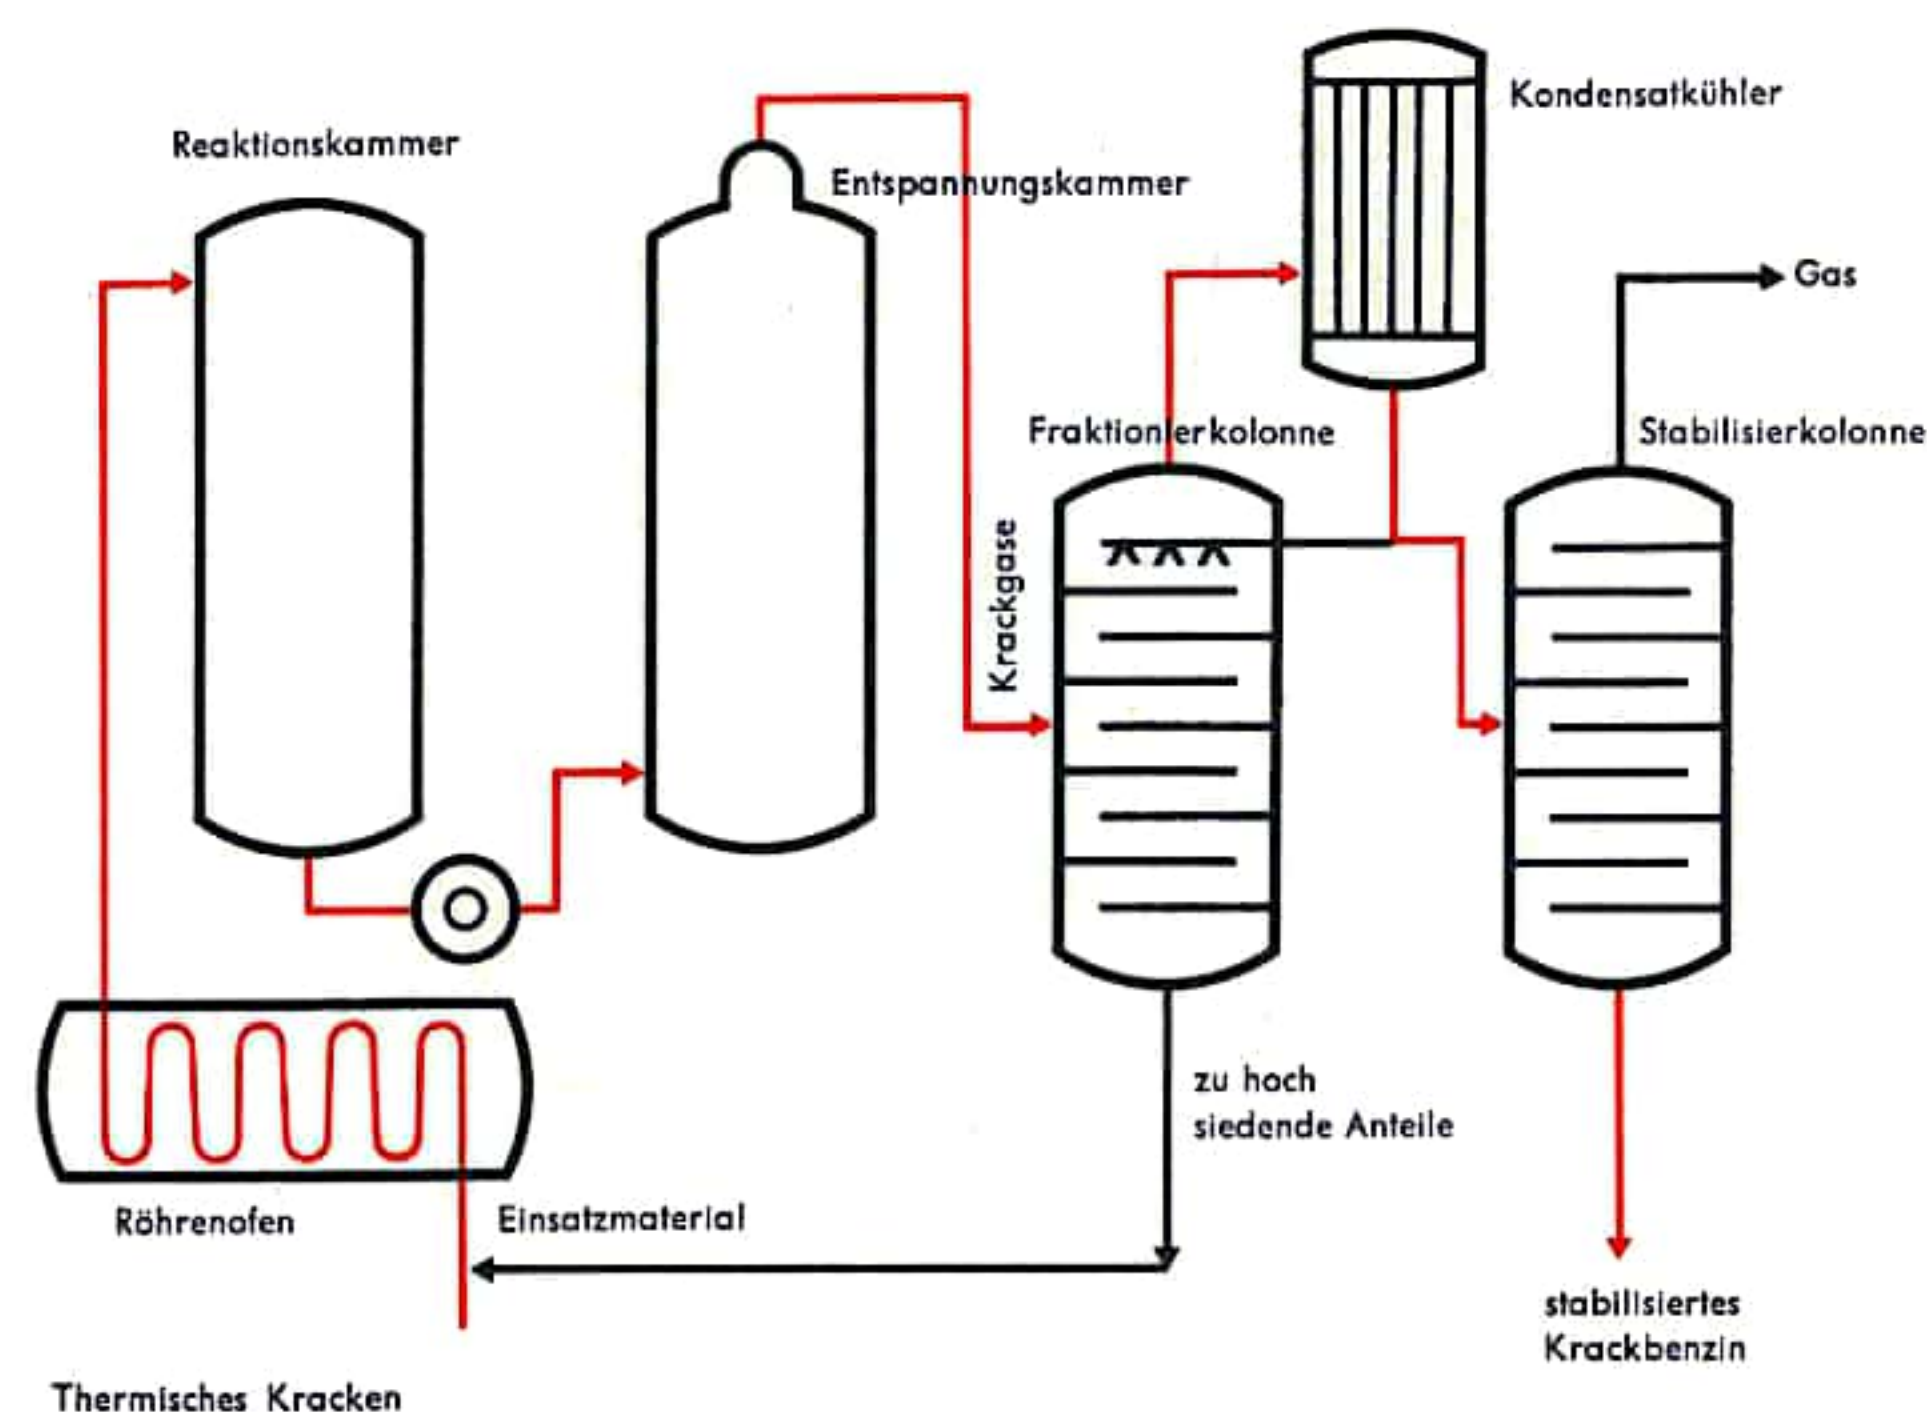 Kondensatkühler
Reaktionskammer
Entspannungskammer
Gas
Fraktionierkolonne
Stabilisierkolonne
Krackgase
zu hoch
siedende Anteile
Röhrenofen
Einsatzmaterial
stabilisiertes
Krackbenzin
Thermisches Kracken